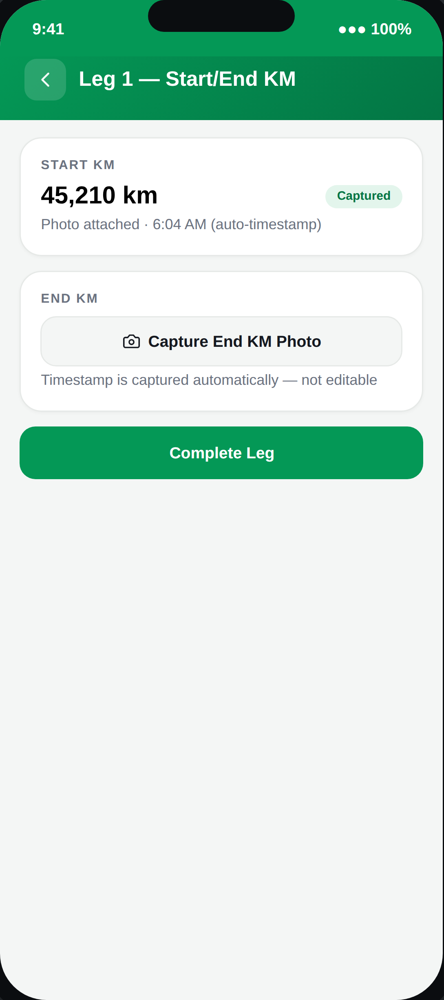 9:41
●●● 100%
Leg 1 — Start/End KM
START KM
45,210 km
Captured
Photo attached · 6:04 AM (auto-timestamp)
END KM
Capture End KM Photo
Timestamp is captured automatically — not editable
Complete Leg